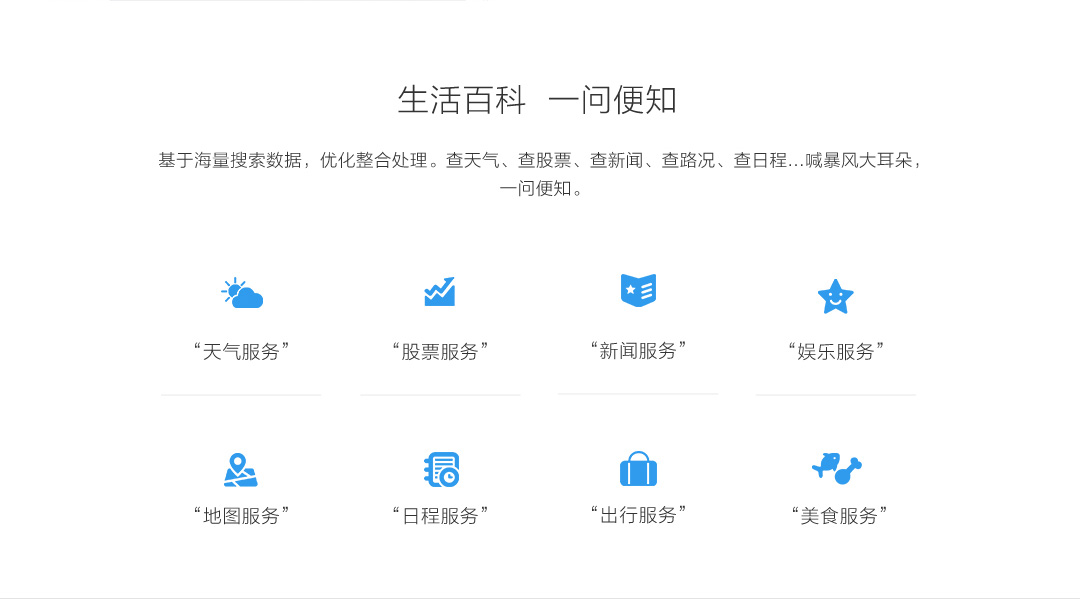 生活百科 一问便知
基于海量搜索数据，优化整合处理。查天气、查股票、查新闻、查路况、查日程...喊暴风大耳朵，
一问便知。
“天气服务” “股票服务” “新闻服务” “娱乐服务”
“地图服务” “日程服务” “出行服务” “美食服务”